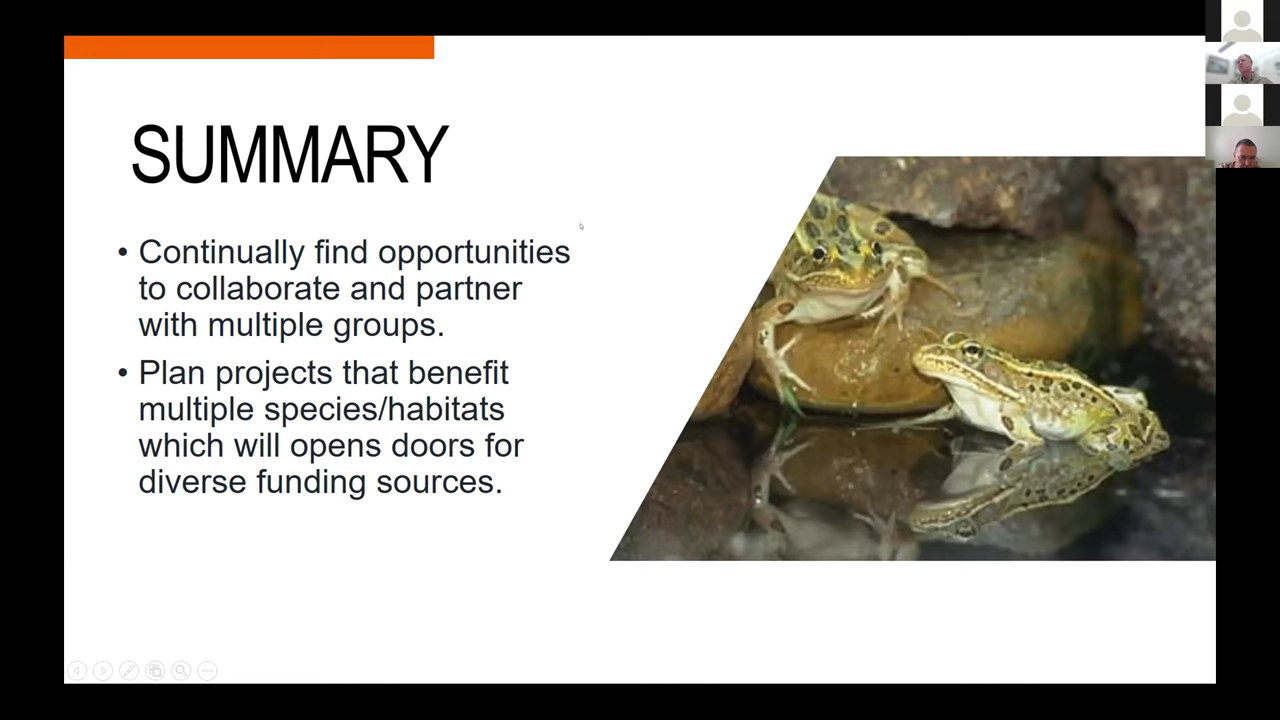 SUMMARY
• Continually find opportunities
to collaborate and partner
with multiple groups.
• Plan projects that benefit
multiple species/habitats
which will opens doors for
diverse funding sources.